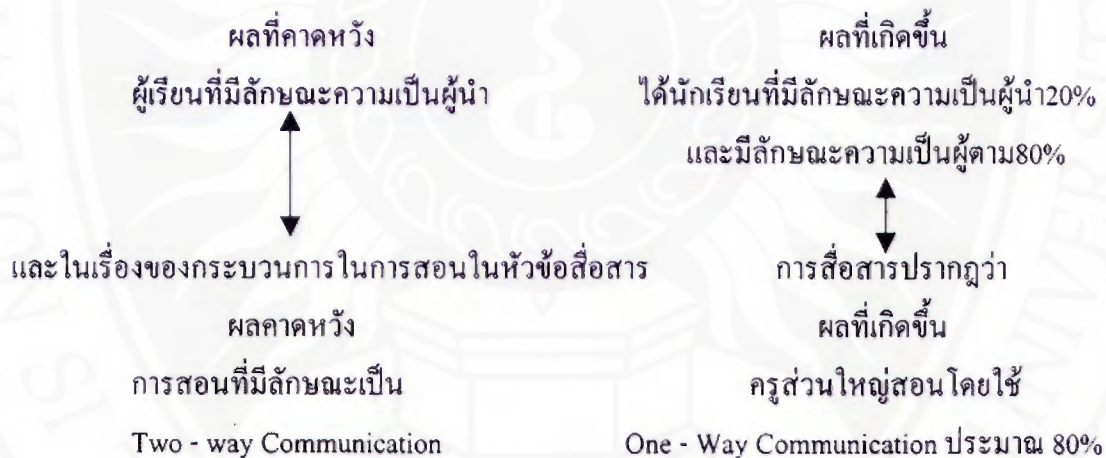 ผลที่คาดหวัง
ผู้เรียนที่มีลักษณะความเป็นผู้นำ
และในเรื่องของกระบวนการในการสอนในหัวข้อสื่อสาร
ผลคาดหวัง
การสอนที่มีลักษณะเป็น
Two - way Communication
ผลที่เกิดขึ้น
ได้นักเรียนที่มีลักษณะความเป็นผู้นำ20%
และมีลักษณะความเป็นผู้ตาม80%
การสื่อสารปรากฏว่า
ผลที่เกิดขึ้น
ครูส่วนใหญ่สอนโดยใช้
One - Way Communication ประมาณ 80%